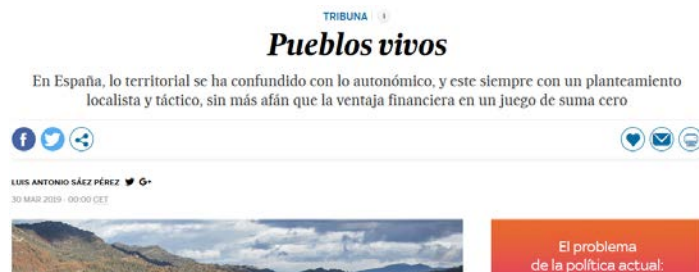 TRIBUNA i
Pueblos vivos
En España, lo territorial se ha confundido con lo autonómico, y este siempre con un planteamiento
localista y táctico, sin más afán que la ventaja financiera en un juego de suma cero
f
LUIS ANTONIO SÁEZ PÉREZ G+
30 MAR 2019 - 00:00 CET
El problema
de la política actual: